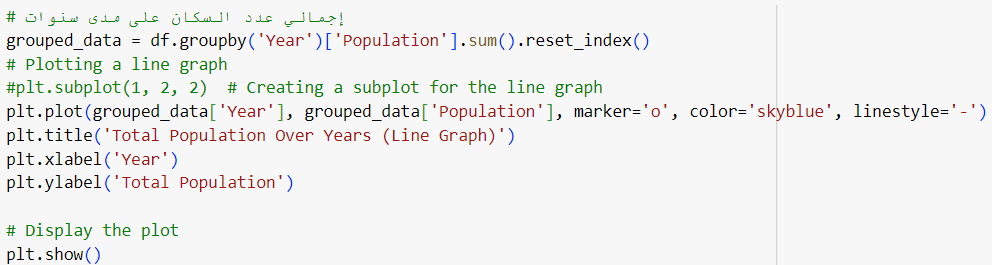 # إجمالي عدد السكان على مدى سنوات
grouped_data = df.groupby('Year')['Population'].sum().reset_index()
# Plotting a line graph
#plt.subplot(1, 2, 2)  # Creating a subplot for the line graph
plt.plot(grouped_data['Year'], grouped_data['Population'], marker='o', color='skyblue', linestyle='-')
plt.title('Total Population Over Years (Line Graph)')
plt.xlabel('Year')
plt.ylabel('Total Population')
# Display the plot
plt.show()